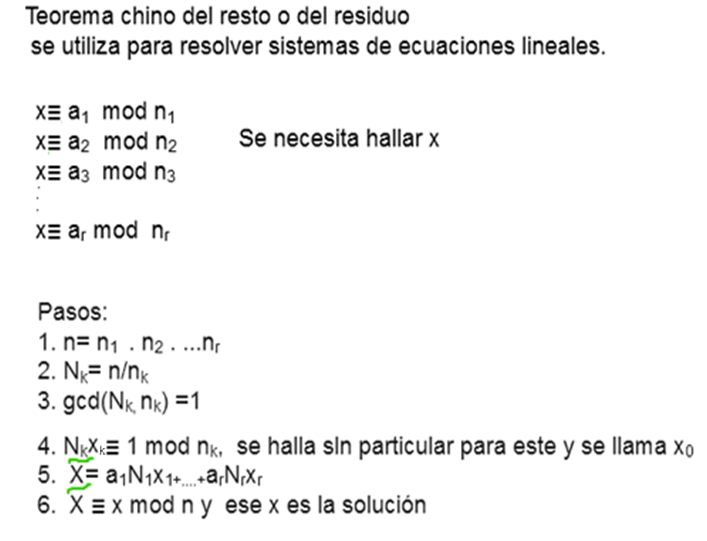 Teorema chino del resto o del residuo
se utiliza para resolver sistemas de ecuaciones lineales.
x≡ a₁ mod n₁
x≡ a₂ mod n₂ Se necesita hallar x
x≡ a₃ mod n₃
⋮
x≡ aᵣ mod nᵣ
Pasos:
1. n= n₁ . n₂ . ...nᵣ
2. Nₖ= n/nₖ
3. gcd(Nₖ, nₖ) =1
4. Nₖxₖ≡ 1 mod nₖ, se halla sln particular para este y se llama x₀
5. X= a₁N₁x₁+....+aᵣNᵣxᵣ
6. X ≡ x mod n y ese x es la solución